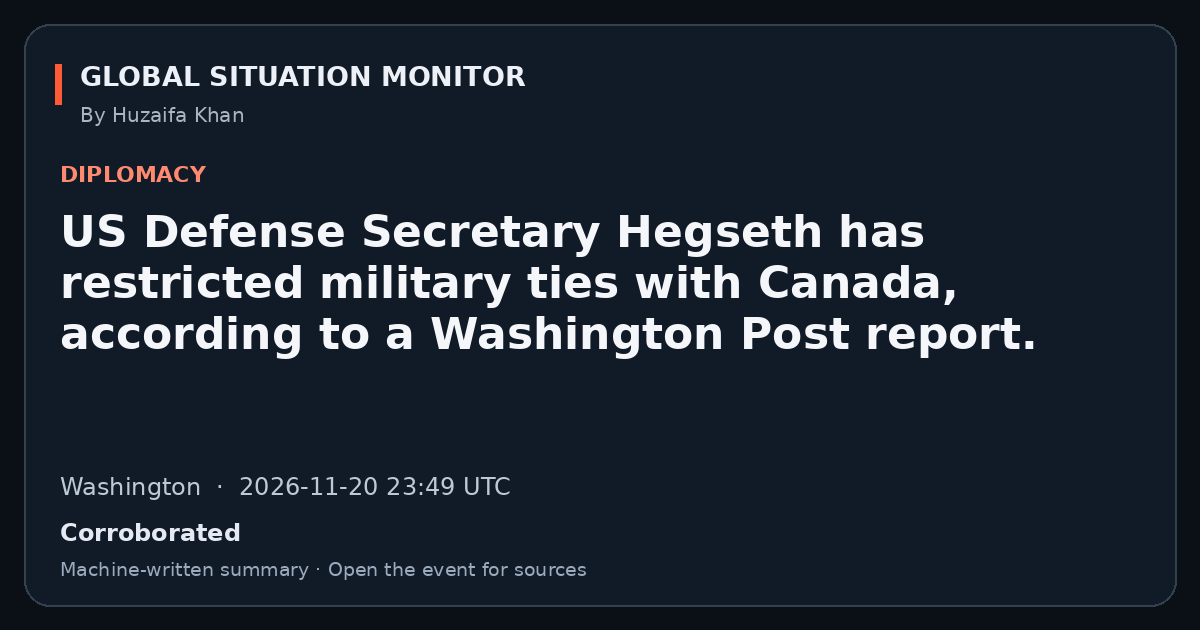 GLOBAL SITUATION MONITOR
By Huzaifa Khan
DIPLOMACY
US Defense Secretary Hegseth has
restricted military ties with Canada,
according to a Washington Post report.
Washington · 2026-11-20 23:49 UTC
Corroborated
Machine-written summary · Open the event for sources